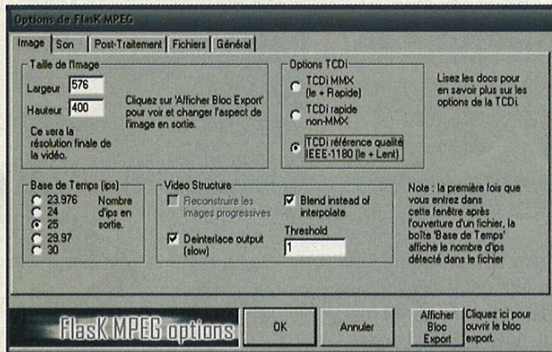 Options de FlasK MPEG
Image
Son
Post-Traitement
Fichiers
Général
Taille de l'Image
Largeur 576
Hauteur 400
Ce sera la
résolution finale de
la vidéo.
Cliquez sur 'Afficher Bloc Export'
pour voir et changer l'aspect de
l'image en sortie.
Options TCDi
TCDi MMX
(le + Rapide)
TCDi rapide
non-MMX
TCDi référence qualité
IEEE-1180 (le + Lent)
Lisez les docs pour
en savoir plus sur les
options de la TCDi.
Base de Temps (ips)
23.976
24
25
29.97
30
Nombre
d'ips en
sortie.
Video Structure
Reconstruire les
images progressives
Deinterlace output
(slow)
Blend instead of
interpolate
Threshold
1
Note : la première fois que
vous entrez dans
cette fenêtre après
l'ouverture d'un fichier, la
boîte 'Base de Temps'
affiche le nombre d'ips
détecté dans le fichier
FlasK MPEG options
OK
Annuler
Afficher
Bloc
Export
Cliquez ici pour
ouvrir le bloc
export.